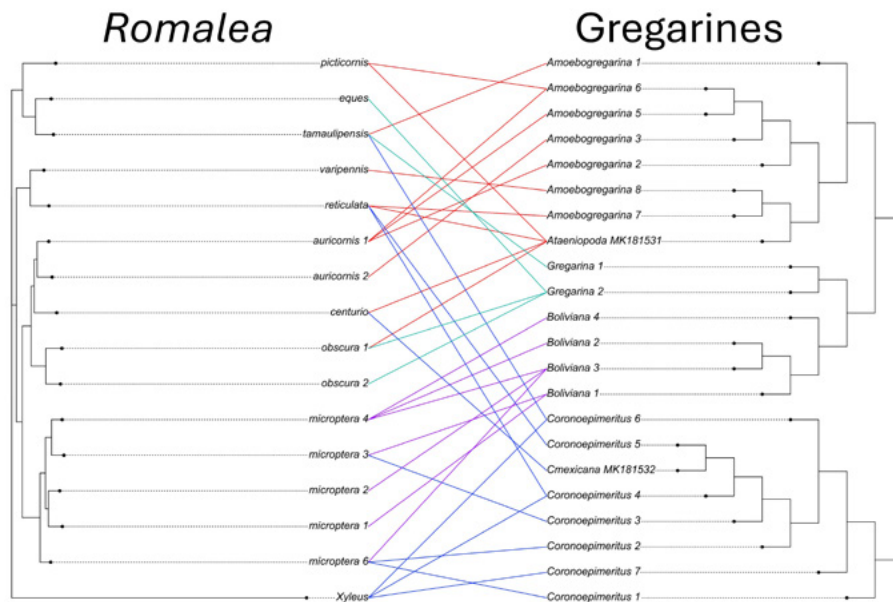 Romalea
Gregarines
picticornis
eques
tamaulipensis
varipennis
reticulata
auricornis 1
auricornis 2
centurio
obscura 1
obscura 2
microptera 4
microptera 3
microptera 2
microptera 1
microptera 6
Xyleus
Amoebogregarina 1
Amoebogregarina 6
Amoebogregarina 5
Amoebogregarina 3
Amoebogregarina 2
Amoebogregarina 8
Amoebogregarina 7
Ataeniopoda MK181531
Gregarina 1
Gregarina 2
Boliviana 4
Boliviana 2
Boliviana 3
Boliviana 1
Coronoepimeritus 6
Coronoepimeritus 5
Cmexicana MK181532
Coronoepimeritus 4
Coronoepimeritus 3
Coronoepimeritus 2
Coronoepimeritus 7
Coronoepimeritus 1